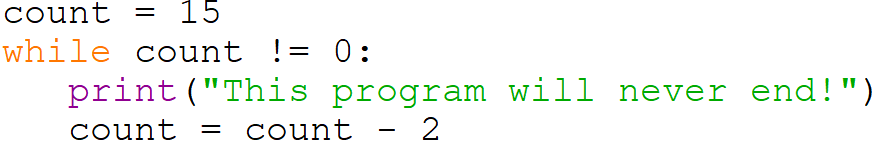 count = 15
while count != 0:
   print("This program will never end!")
   count = count - 2